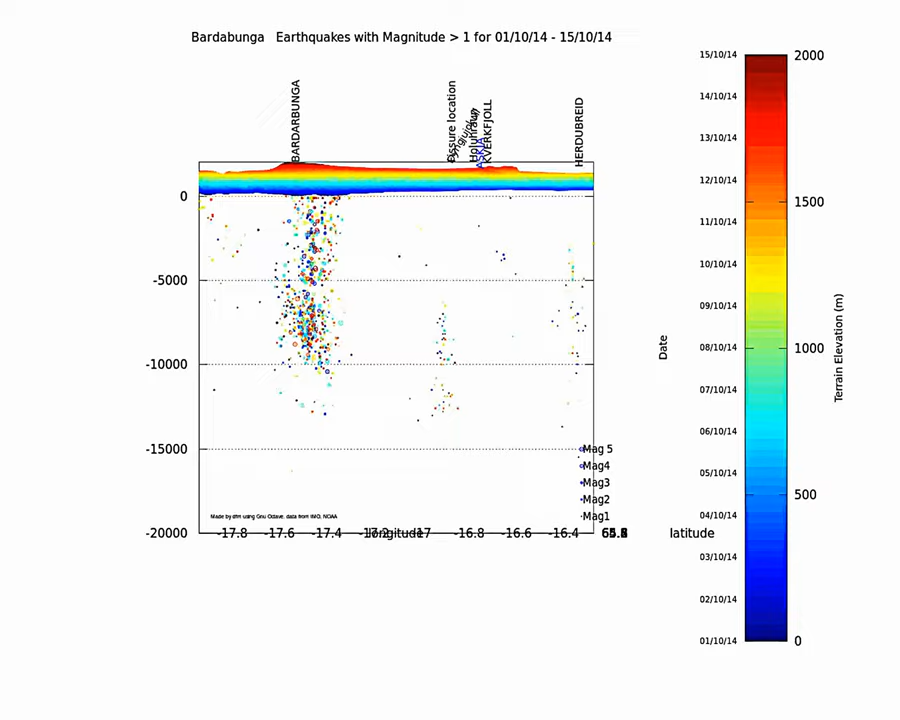 Bardabunga   Earthquakes with Magnitude > 1 for 01/10/14 - 15/10/14
BARDARBUNGA
Holuhraun
ASKJA
KVERKFJOLL
HERDUBREID
0
-5000
-10000
-15000
-20000
Mag 5
Mag4
Mag3
Mag2
Mag1
Made by dfm using Gnu Octave, data from IMO, NOAA
-17.8
-17.6
-17.4
-17.2
longitude
-17
-16.8
-16.6
-16.4
latitude
Date
15/10/14
14/10/14
13/10/14
12/10/14
11/10/14
10/10/14
09/10/14
08/10/14
07/10/14
06/10/14
05/10/14
04/10/14
03/10/14
02/10/14
01/10/14
2000
1500
1000
500
0
Terrain Elevation (m)